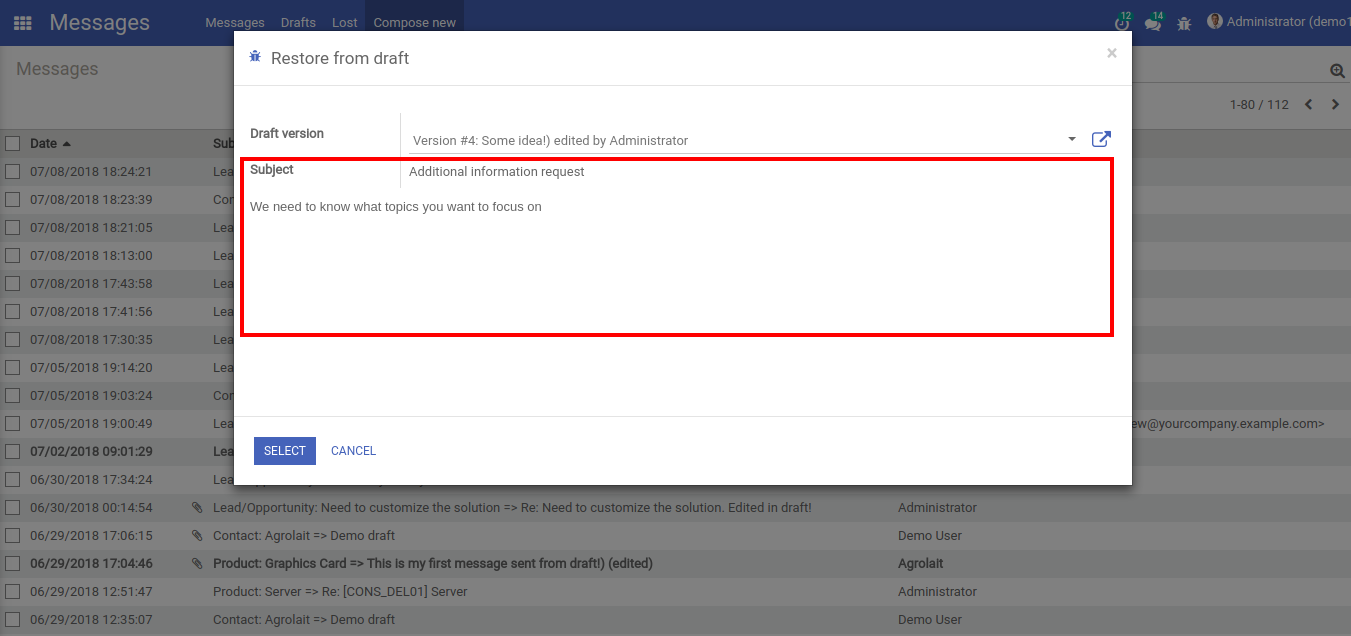 Messages Messages Drafts Lost Compose new 12 14 Administrator (demo1
Restore from draft ×
Messages
1-80 / 112
Draft version Version #4: Some idea!) edited by Administrator
Subject Additional information request
We need to know what topics you want to focus on
SELECT CANCEL
Date Sub
07/08/2018 18:24:21 Lea
07/08/2018 18:23:39 Con
07/08/2018 18:21:05 Lea
07/08/2018 18:13:00 Lea
07/08/2018 17:43:58 Lea
07/08/2018 17:41:56 Lea
07/08/2018 17:30:35 Lea
07/05/2018 19:14:20 Lea
07/05/2018 19:03:24 Con
07/05/2018 19:00:49 Lea ew@yourcompany.example.com>
07/02/2018 09:01:29 Lea
06/30/2018 17:34:24
06/30/2018 00:14:54 Lead/Opportunity: Need to customize the solution => Re: Need to customize the solution. Edited in draft! Administrator
06/29/2018 17:06:15 Contact: Agrolait => Demo draft Demo User
06/29/2018 17:04:46 Product: Graphics Card => This is my first message sent from draft!) (edited) Agrolait
06/29/2018 12:51:47 Product: Server => Re: [CONS_DEL01] Server Administrator
06/29/2018 12:35:07 Contact: Agrolait => Demo draft Demo User